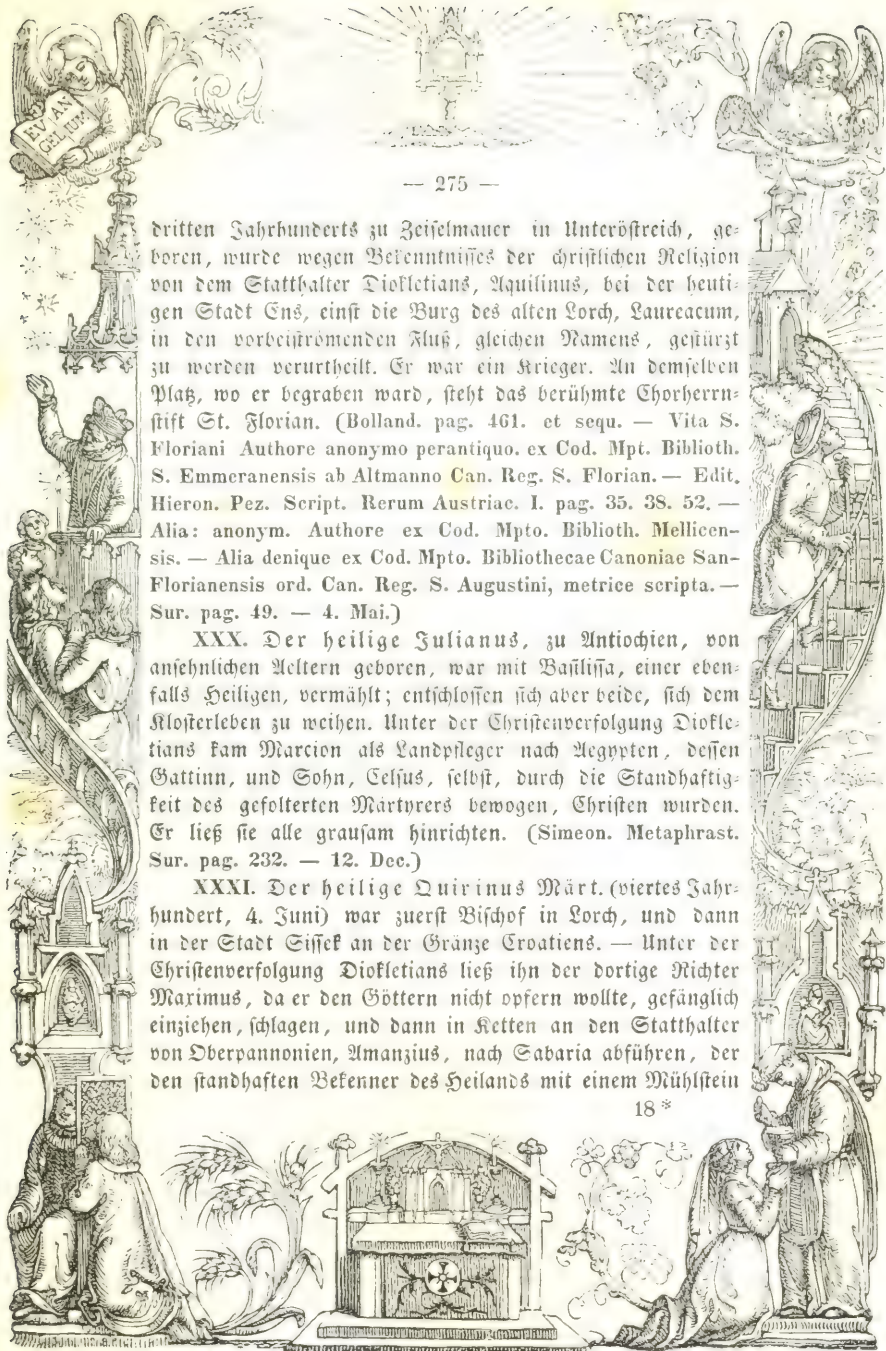 EVAN
GELIUM
— 275 —
dritten Jahrhunderts zu Zeiselmauer in Unteröstreich, ge-
boren, wurde wegen Bekenntnisses der christlichen Religion
von dem Statthalter Diokletians, Aquilinus, bei der heuti-
gen Stadt Ens, einst die Burg des alten Lorch, Laureacum,
in den vorbeiströmenden Fluß, gleichen Namens, gestürzt
zu werden verurtheilt. Er war ein Krieger. An demselben
Platz, wo er begraben ward, steht das berühmte Chorherrn-
stift St. Florian. (Bolland. pag. 461. et sequ. — Vita S.
Floriani Authore anonymo perantiquo. ex Cod. Mpt. Biblioth.
S. Emmeranensis ab Altmanno Can. Reg. S. Florian. — Edit.
Hieron. Pez. Script. Rerum Austriac. I. pag. 35. 38. 52. —
Alia: anonym. Authore ex Cod. Mpto. Biblioth. Mellicen-
sis. — Alia denique ex Cod. Mpto. Bibliothecae Canoniae San-
Florianensis ord. Can. Reg. S. Augustini, metrice scripta. —
Sur. pag. 49. — 4. Mai.)
XXX. Der heilige Julianus, zu Antiochien, von
ansehnlichen Aeltern geboren, war mit Basilissa, einer eben-
falls Heiligen, vermählt; entschlossen sich aber beide, sich dem
Klosterleben zu weihen. Unter der Christenverfolgung Diokle-
tians kam Marcion als Landpfleger nach Aegypten, dessen
Gattinn, und Sohn, Celsus, selbst, durch die Standhaftig-
keit des gefolterten Märtyrers bewogen, Christen wurden.
Er ließ sie alle grausam hinrichten. (Simeon. Metaphrast.
Sur. pag. 232. — 12. Dec.)
XXXI. Der heilige Quirinus Märt. (viertes Jahr-
hundert, 4. Juni) war zuerst Bischof in Lorch, und dann
in der Stadt Sissek an der Gränze Croatiens. — Unter der
Christenverfolgung Diokletians ließ ihn der dortige Richter
Maximus, da er den Göttern nicht opfern wollte, gefänglich
einziehen, schlagen, und dann in Ketten an den Statthalter
von Oberpannonien, Amanzius, nach Sabaria abführen, der
den standhaften Bekenner des Heilands mit einem Mühlstein
18*